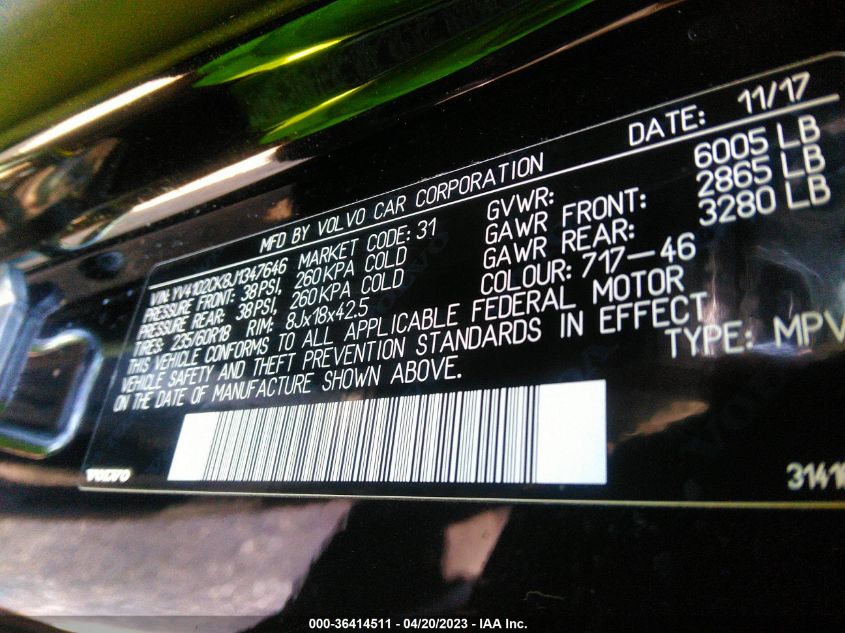 MFD BY VOLVO CAR CORPORATION DATE: 11/17
VIN: YV4102CK8J1347646 MARKET CODE: 31 GVWR: 6005 LB
PRESSURE FRONT: 38PSI, 260KPA COLD GAWR FRONT: 2865 LB
PRESSURE REAR: 38PSI, 260KPA COLD GAWR REAR: 3280 LB
TIRES: 235/60R18 RIM: 8Jx18x42.5 COLOUR: 717-46
THIS VEHICLE CONFORMS TO ALL APPLICABLE FEDERAL MOTOR
VEHICLE SAFETY AND THEFT PREVENTION STANDARDS IN EFFECT
ON THE DATE OF MANUFACTURE SHOWN ABOVE. TYPE: MPV
VOLVO
000-36414511 - 04/20/2023 - IAA Inc.